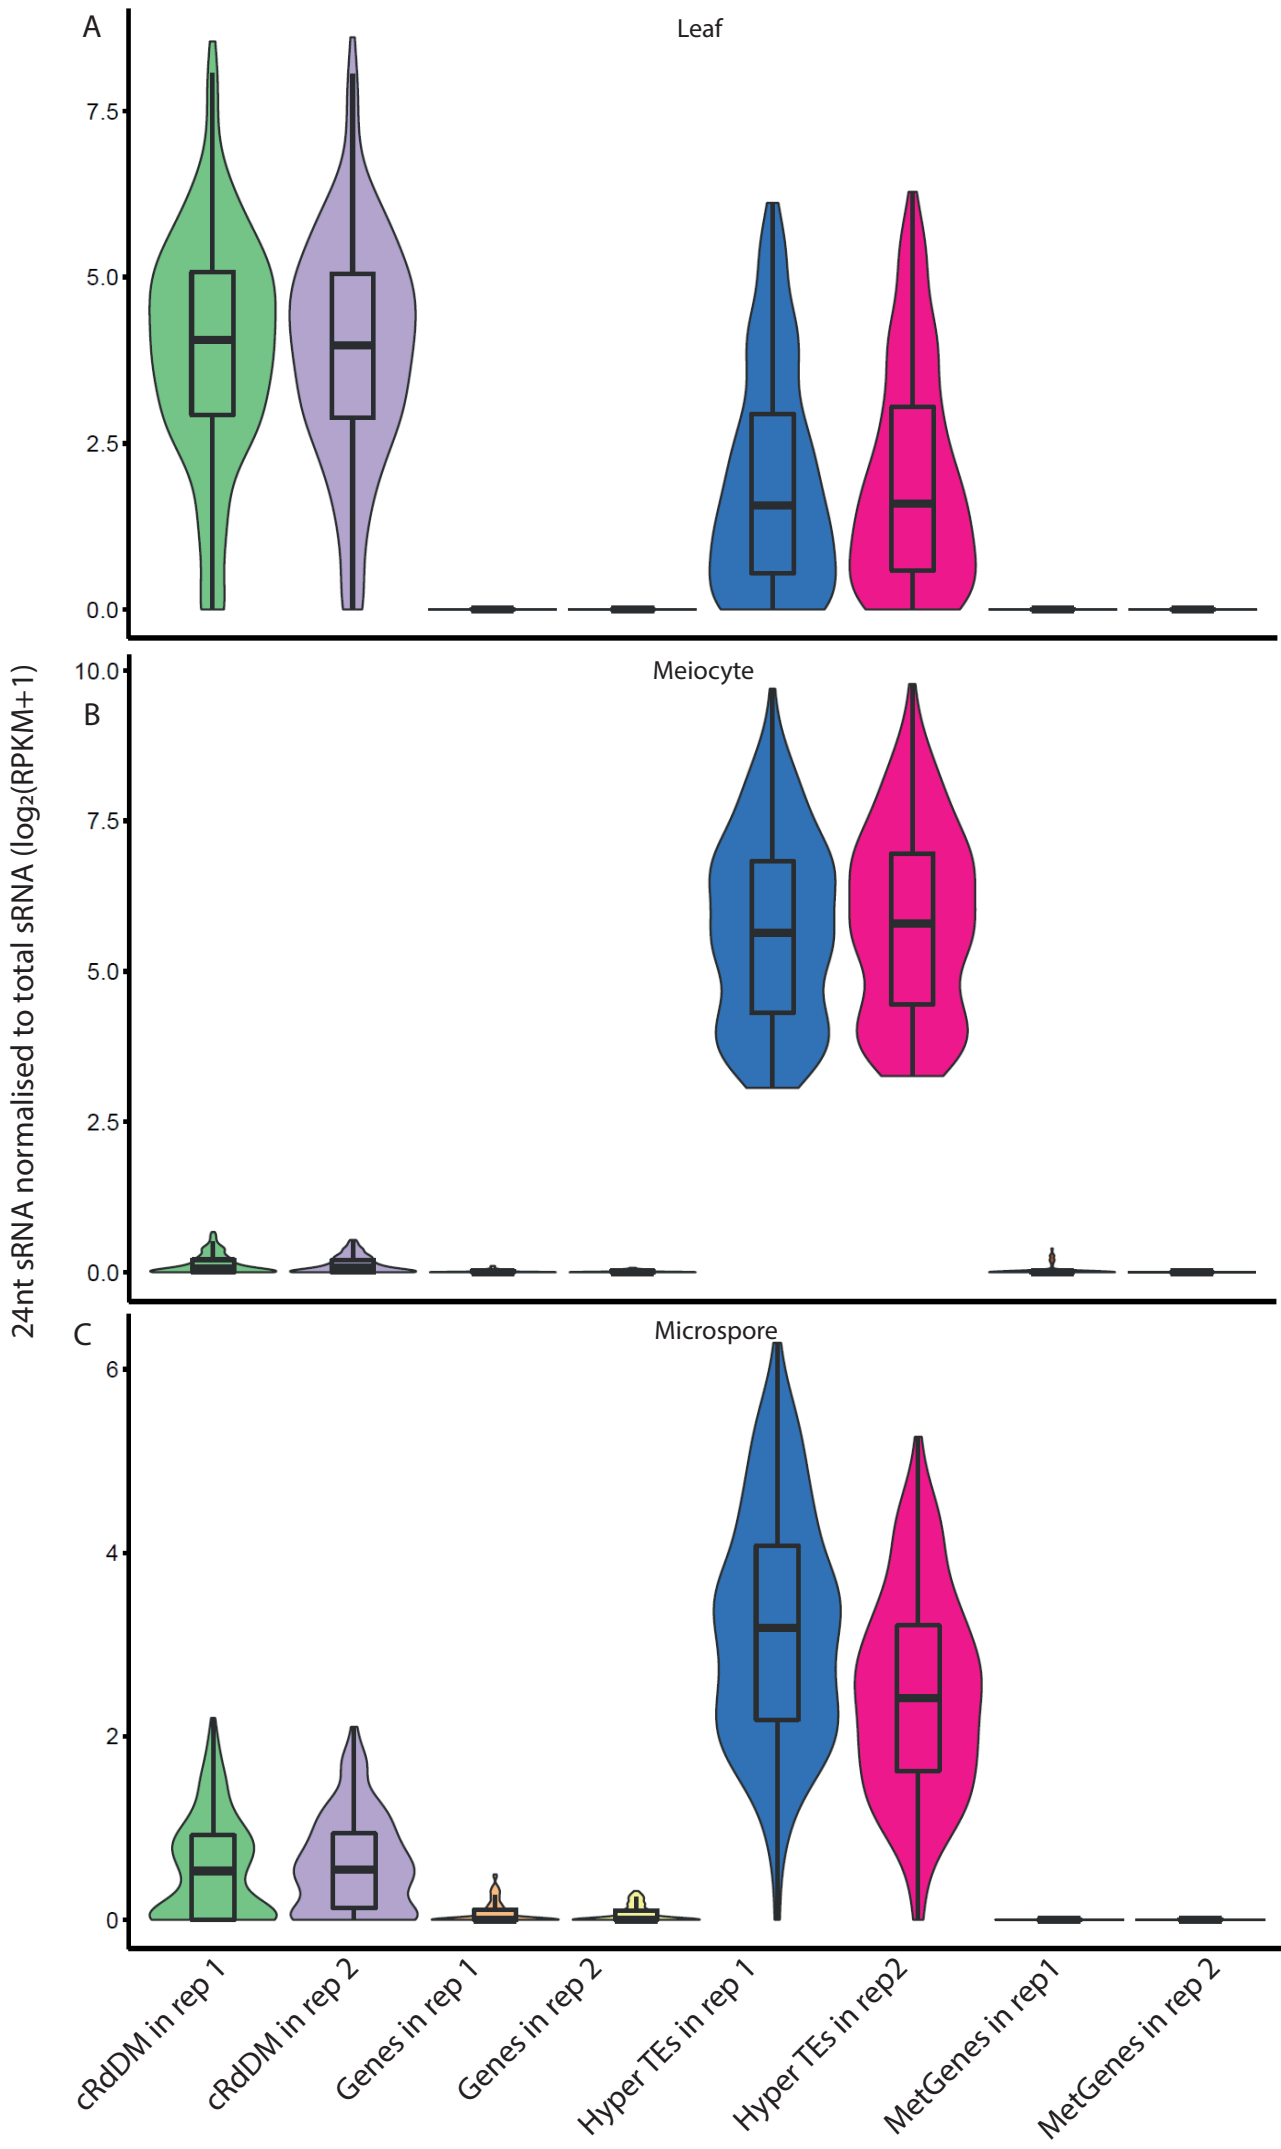 A
Leaf
7.5
5.0
2.5
0.0
24nt sRNA normalised to total sRNA (log₂(RPKM+1)
10.0
Meiocyte
B
7.5
5.0
2.5
0.0
C
Microspore
6
4
2
0
cRdDM in rep 1
cRdDM in rep 2
Genes in rep 1
Genes in rep 2
Hyper TEs in rep 1
Hyper TEs in rep2
MetGenes in rep1
MetGenes in rep 2